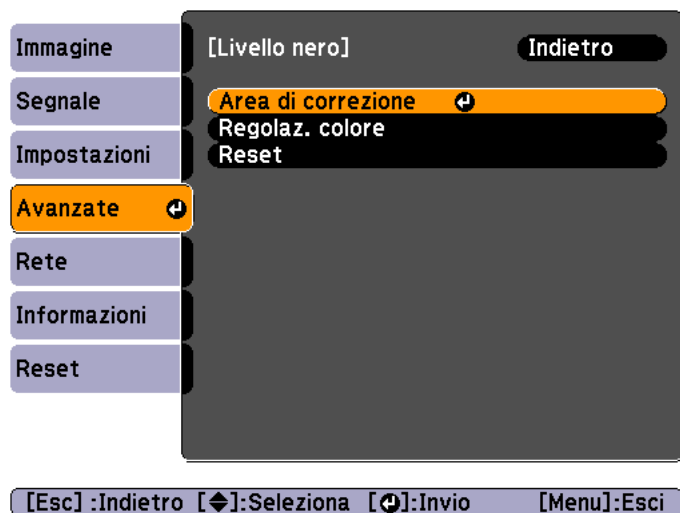 Immagine
Segnale
Impostazioni
Avanzate
Rete
Informazioni
Reset
[Livello nero] Indietro
Area di correzione
Regolaz. colore
Reset
[Esc] :Indietro []:Seleziona []:Invio [Menu]:Esci